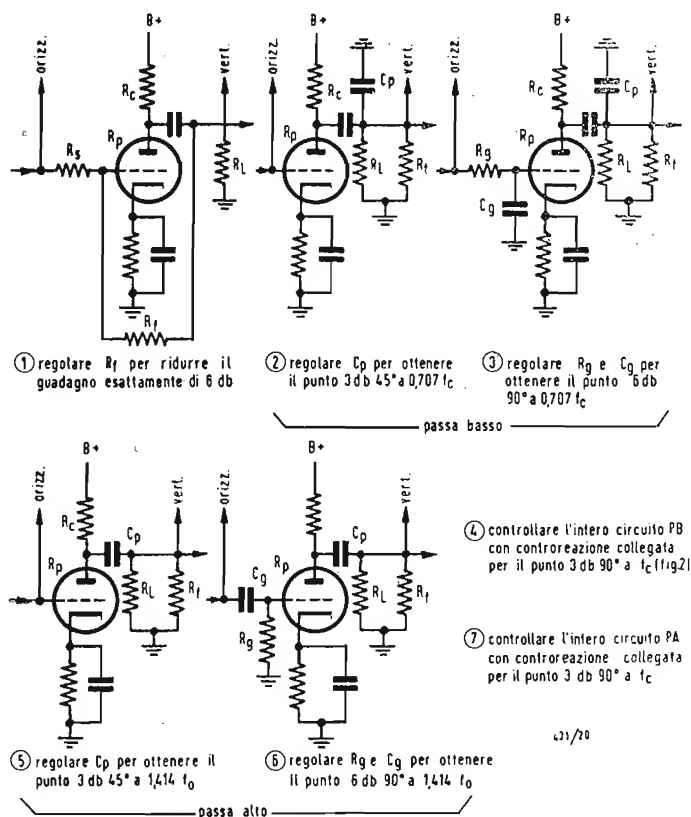 B+
B+
B+
orizz.
vert.
orizz.
vert.
orizz.
vert.
Rc
Rp
Rs
RL
Rf
Rc
Cp
Rp
RL
Rf
Rc
Cp
Rp
Rg
Cg
RL
Rf
① regolare Rf per ridurre il
guadagno esattamente di 6 db
② regolare Cp per ottenere
il punto 3 db 45° a 0,707 fc
③ regolare Rg e Cg per
ottenere il punto 6 db
90° a 0,707 fc
passa basso
B+
B+
orizz.
vert.
orizz.
vert.
Rc
Cp
Rp
RL
Rf
Cp
Cg
Rp
Rg
RL
Rf
④ controllare l'intero circuito PB
con controreazione collegata
per il punto 3 db 90° a fc (fig.2)
⑦ controllare l'intero circuito PA
con controreazione collegata
per il punto 3 db 90° a fc
⑤ regolare Cp per ottenere il
punto 3 db 45° a 1,414 fo
⑥ regolare Rg e Cg per ottenere
il punto 6 db 90° a 1,414 fo
passa alto